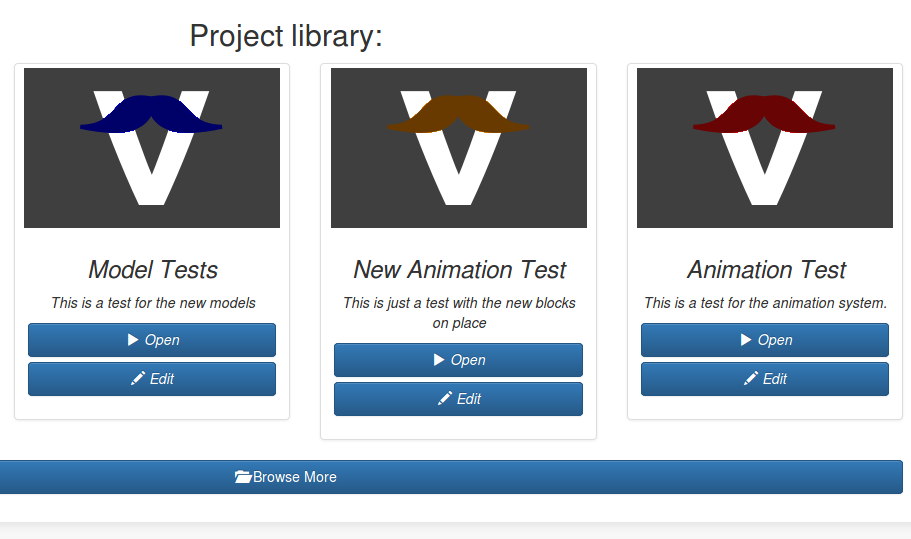 Project library:
V
V
V
Model Tests
This is a test for the new models
Open
Edit
New Animation Test
This is just a test with the new blocks
on place
Open
Edit
Animation Test
This is a test for the animation system.
Open
Edit
Browse More